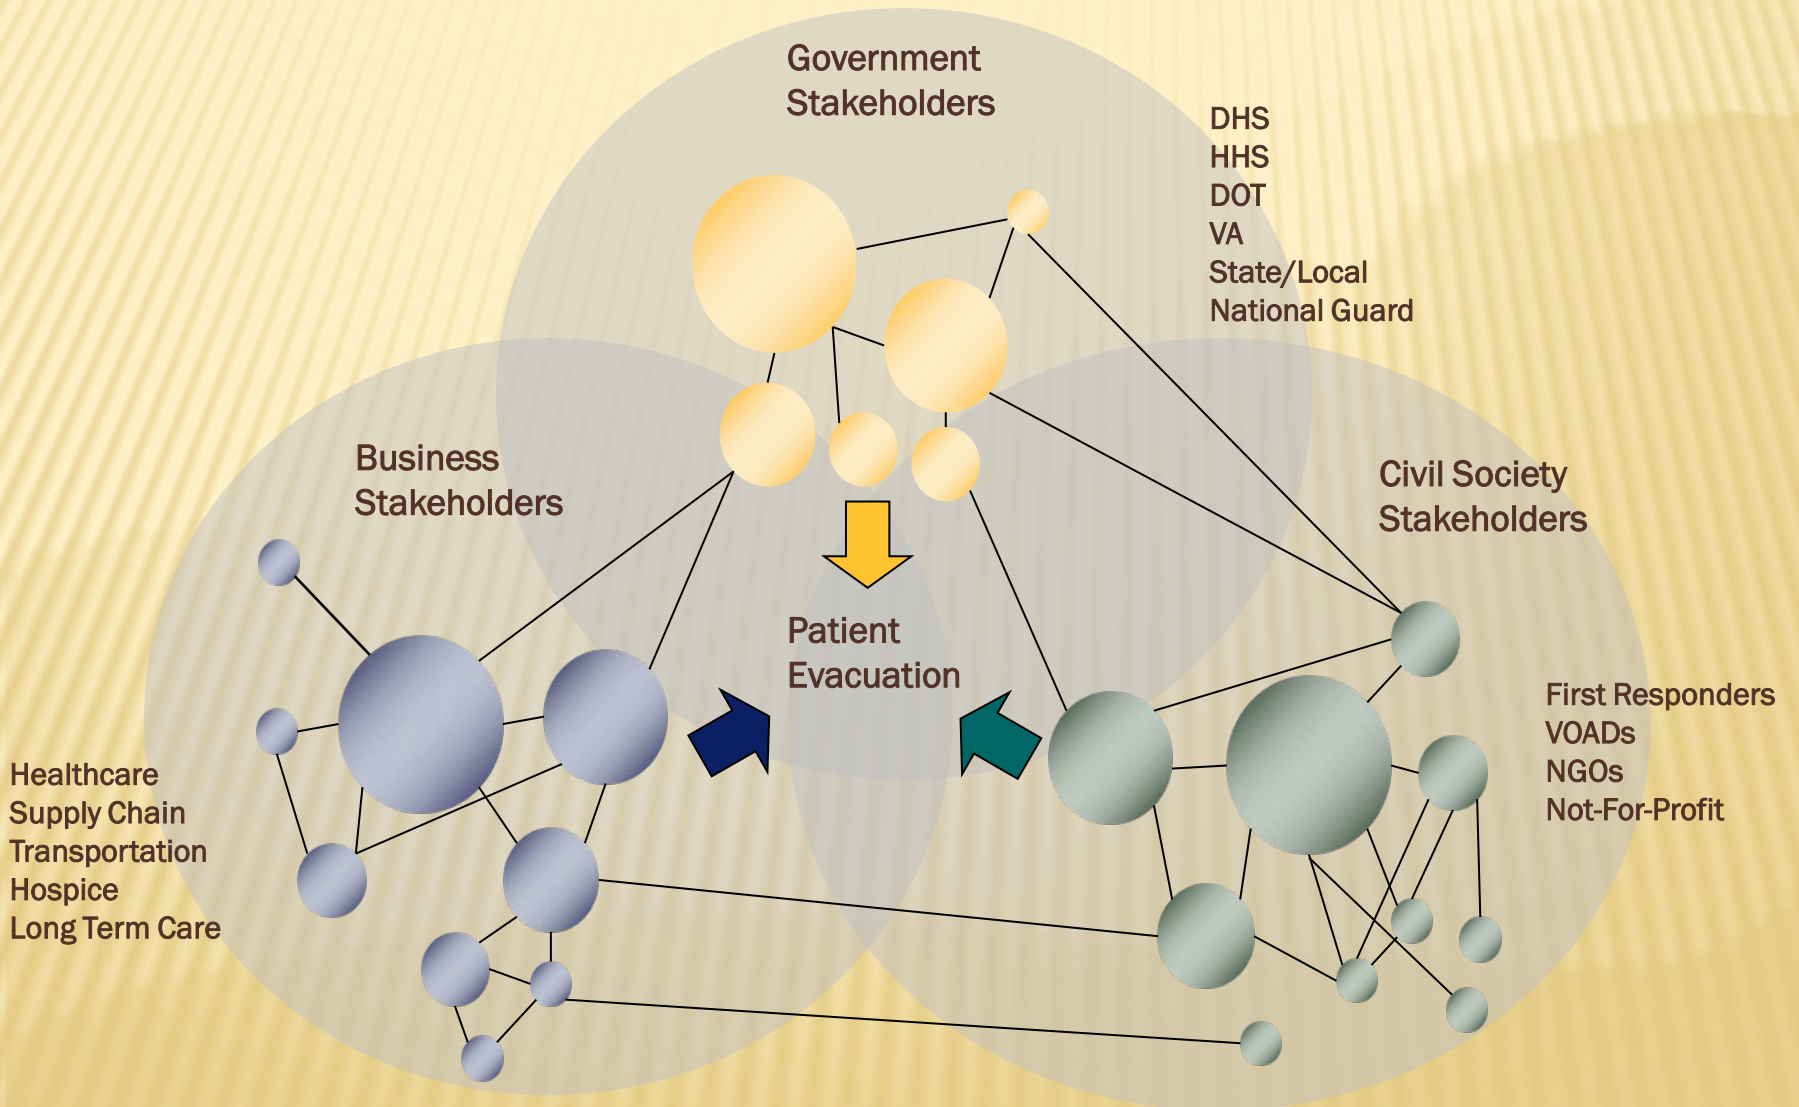 Government
Stakeholders
DHS
HHS
DOT
VA
State/Local
National Guard
Business
Stakeholders
Civil Society
Stakeholders
Patient
Evacuation
First Responders
VOADs
NGOs
Not-For-Profit
Healthcare
Supply Chain
Transportation
Hospice
Long Term Care